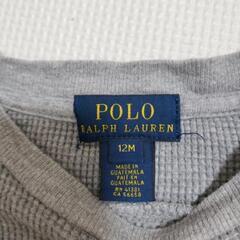 POLO
RALPH LAUREN
12M
MADE IN
GUATEMALA
FAIT EN
GUATEMALA
RN 41381
CA 56658